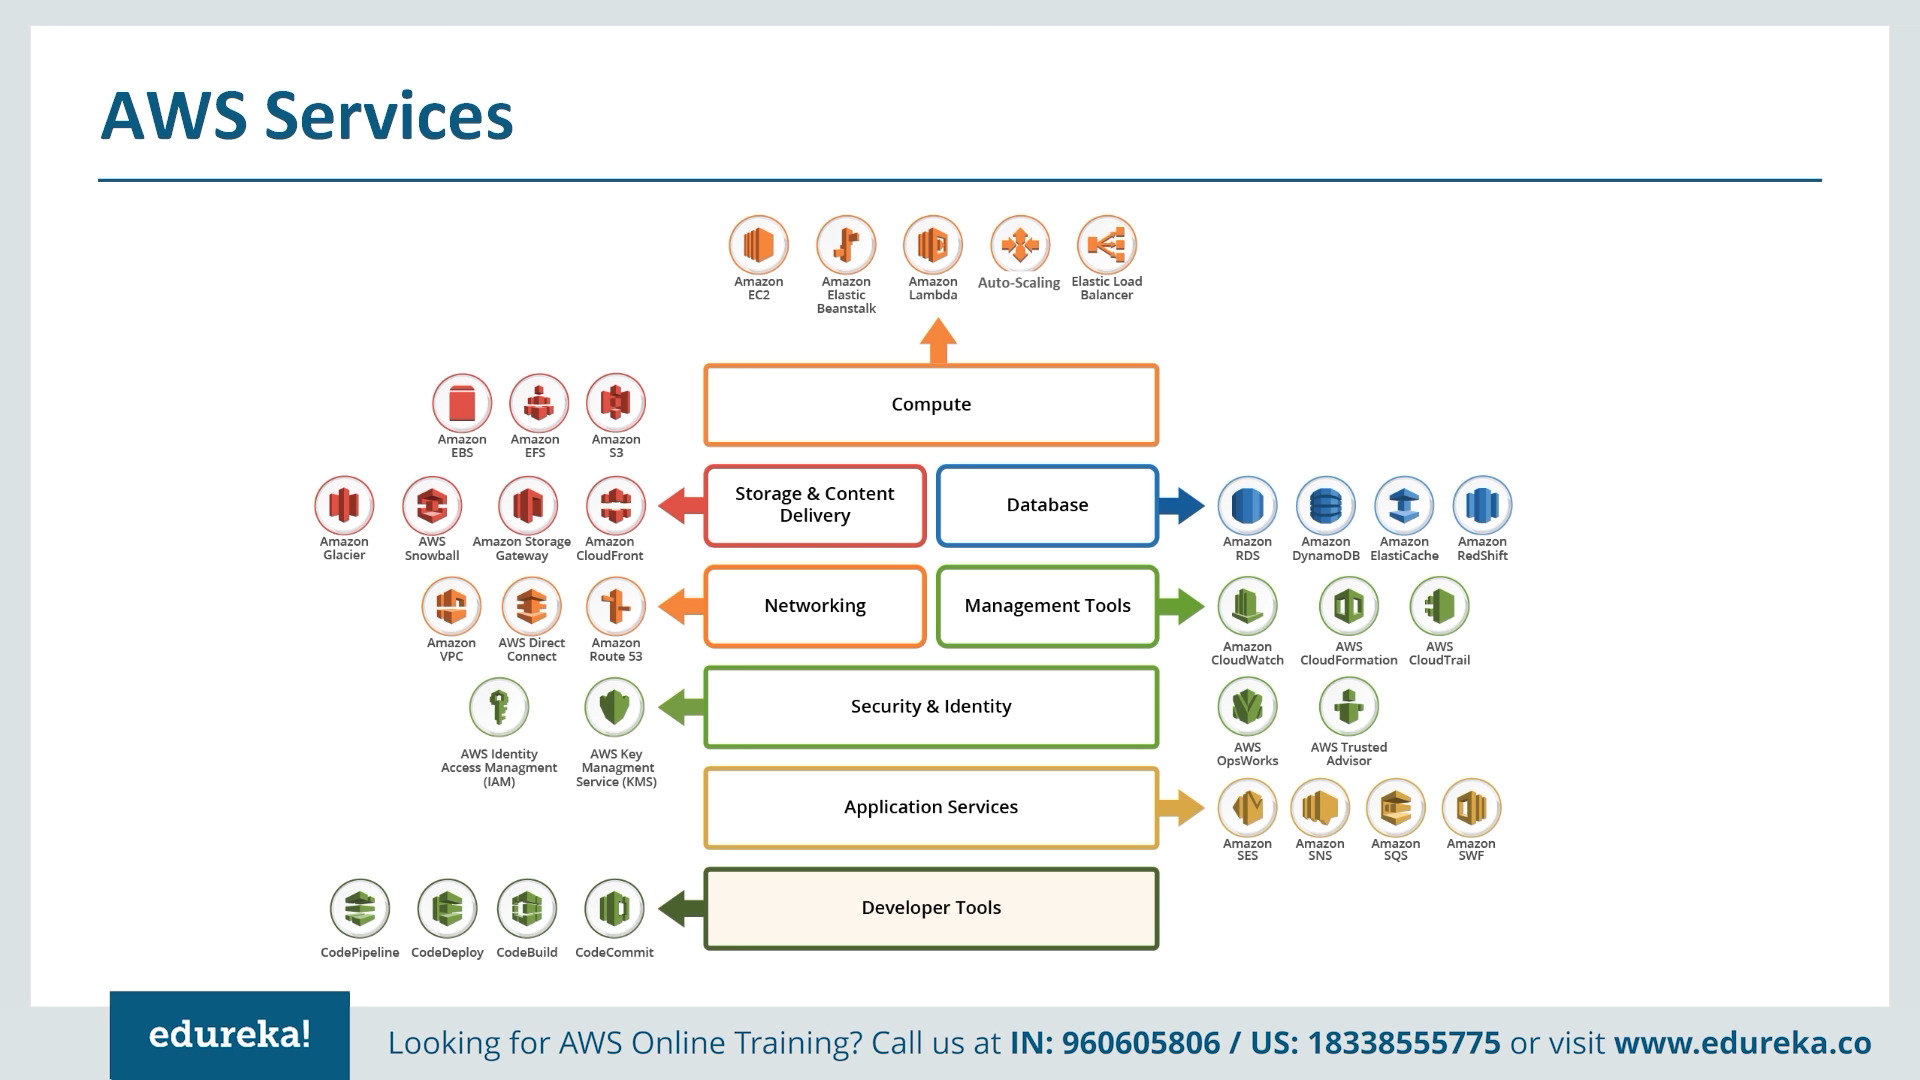 AWS Services
Amazon
EC2
Amazon
Elastic
Beanstalk
Amazon
Lambda
Auto-Scaling
Elastic Load
Balancer
Compute
Amazon
EBS
Amazon
EFS
Amazon
S3
Amazon
Glacier
AWS
Snowball
Amazon Storage
Gateway
Amazon
CloudFront
Storage & Content
Delivery
Database
Amazon
RDS
Amazon
DynamoDB
Amazon
ElastiCache
Amazon
RedShift
Amazon
VPC
AWS Direct
Connect
Amazon
Route 53
Networking
Management Tools
Amazon
CloudWatch
AWS
CloudFormation
AWS
CloudTrail
AWS Identity
Access Managment
(IAM)
AWS Key
Managment
Service (KMS)
Security & Identity
AWS
OpsWorks
AWS Trusted
Advisor
Application Services
Amazon
SES
Amazon
SNS
Amazon
SQS
Amazon
SWF
CodePipeline
CodeDeploy
CodeBuild
CodeCommit
Developer Tools
edureka!
Looking for AWS Online Training? Call us at IN: 960605806 / US: 18338555775 or visit www.edureka.co